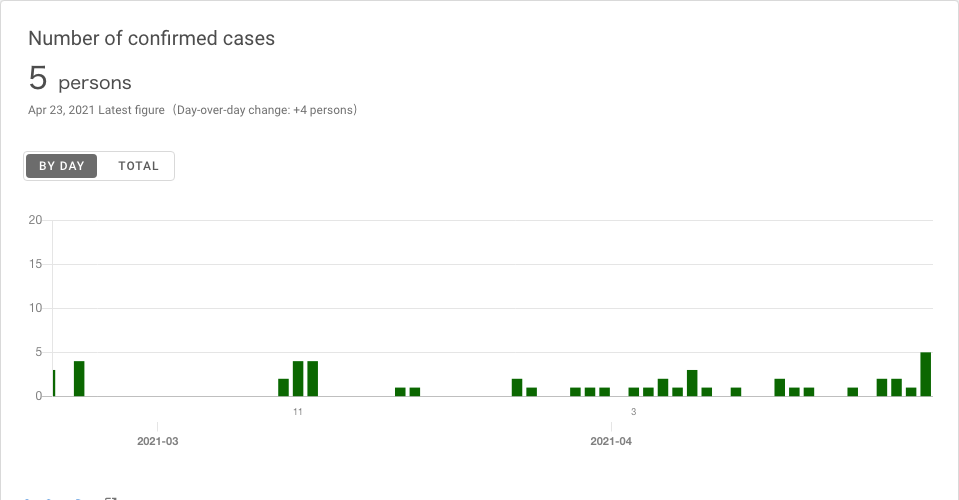 Number of confirmed cases
5 persons
Apr 23, 2021 Latest figure (Day-over-day change: +4 persons)
BY DAY TOTAL
20
15
10
5
0
11 3
2021-03 2021-04